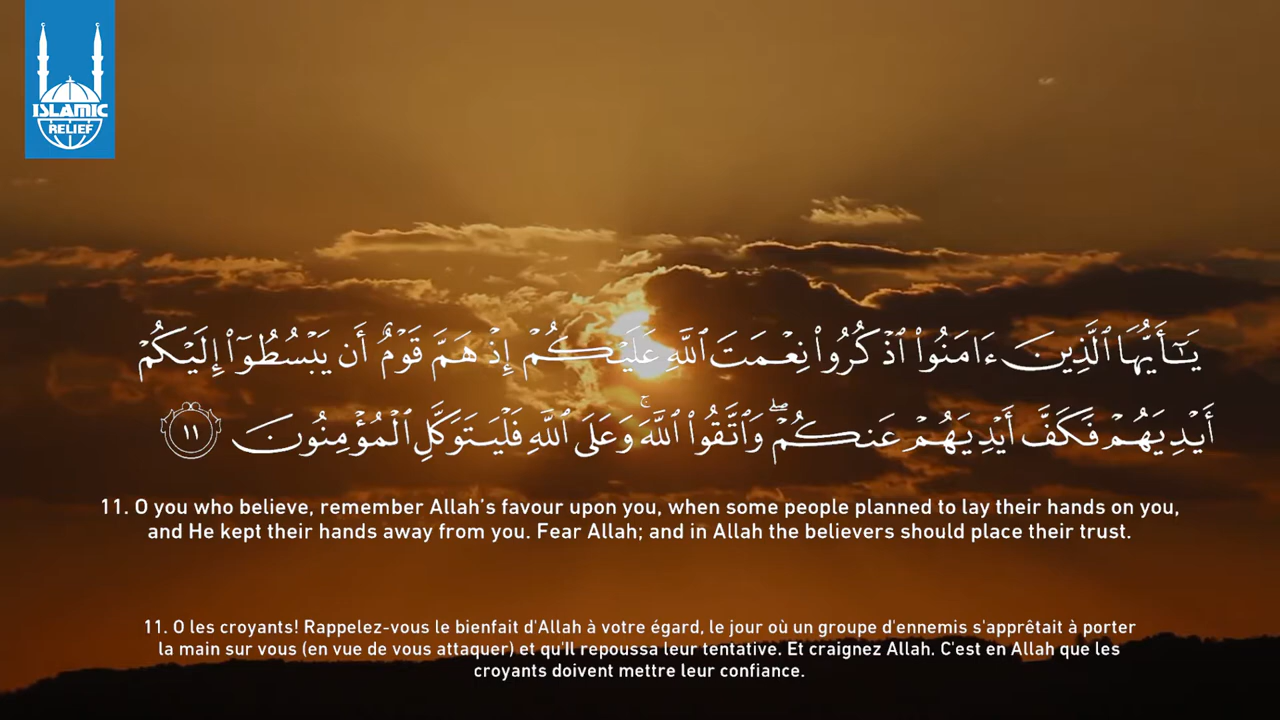 ISLAMIC
RELIEF
يَـٰٓأَيُّهَا ٱلَّذِينَ ءَامَنُوا۟ ٱذْكُرُوا۟ نِعْمَتَ ٱللَّهِ عَلَيْكُمْ إِذْ هَمَّ قَوْمٌ أَن يَبْسُطُوٓا۟ إِلَيْكُمْ
أَيْدِيَهُمْ فَكَفَّ أَيْدِيَهُمْ عَنكُمْ ۖ وَٱتَّقُوا۟ ٱللَّهَ ۚ وَعَلَى ٱللَّهِ فَلْيَتَوَكَّلِ ٱلْمُؤْمِنُونَ ١١
11. O you who believe, remember Allah's favour upon you, when some people planned to lay their hands on you,
and He kept their hands away from you. Fear Allah; and in Allah the believers should place their trust.
11. O les croyants! Rappelez-vous le bienfait d'Allah à votre égard, le jour où un groupe d'ennemis s'apprêtait à porter
la main sur vous (en vue de vous attaquer) et qu'Il repoussa leur tentative. Et craignez Allah. C'est en Allah que les
croyants doivent mettre leur confiance.